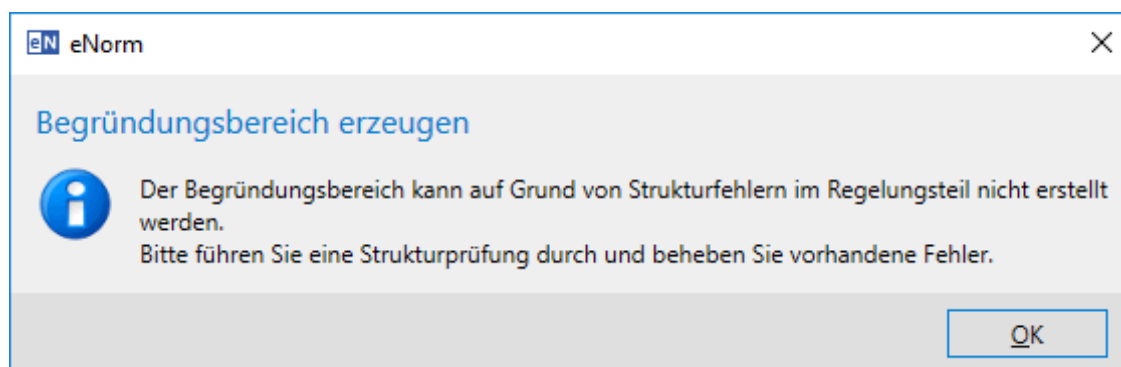 eN eNorm
Begründungsbereich erzeugen
Der Begründungsbereich kann auf Grund von Strukturfehlern im Regelungsteil nicht erstellt
werden.
Bitte führen Sie eine Strukturprüfung durch und beheben Sie vorhandene Fehler.
OK